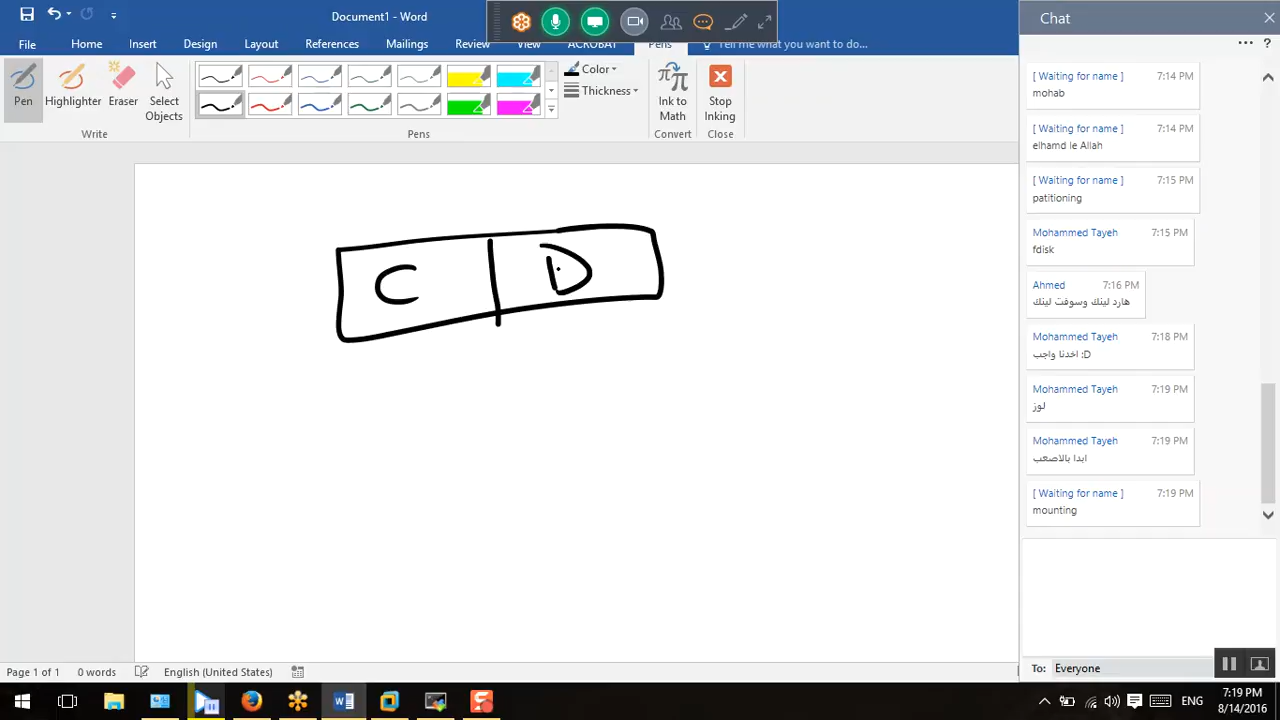 Document1 - Word
Chat
File Home Insert Design Layout References Mailings Review View ACROBAT Pens Tell me what you want to do...
Pen
Highlighter
Eraser
Select Objects
Color
Thickness
Ink to Math
Stop Inking
Write
Pens
Convert
Close
C D
[ Waiting for name ] 7:14 PM
mohab
[ Waiting for name ] 7:14 PM
elhamd le Allah
[ Waiting for name ] 7:15 PM
patitioning
Mohammed Tayeh 7:15 PM
fdisk
Ahmed 7:16 PM
هارد لينك وسوفت لينك
Mohammed Tayeh 7:18 PM
اخدنا واجب :D
Mohammed Tayeh 7:19 PM
لوز
Mohammed Tayeh 7:19 PM
ابدا بالاصعب
[ Waiting for name ] 7:19 PM
mounting
To: Everyone
Page 1 of 1 0 words English (United States)
ENG
7:19 PM
8/14/2016